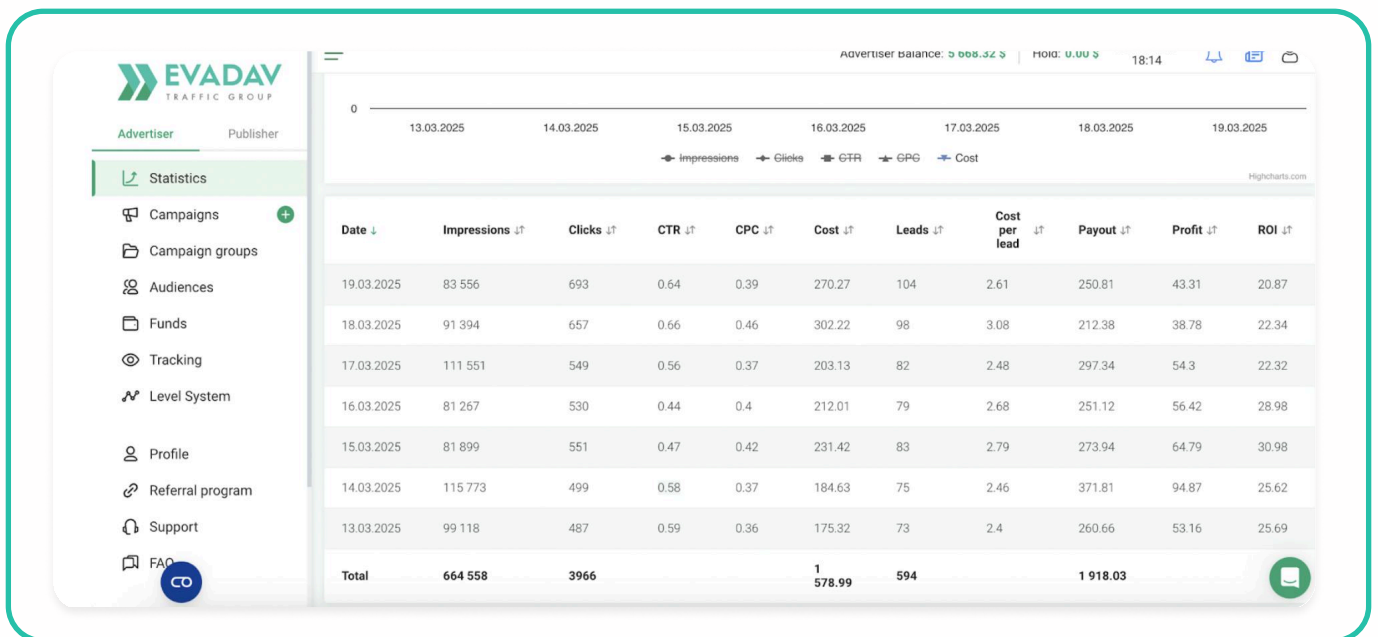 EVADAV
TRAFFIC GROUP
Advertiser Publisher
Statistics
Campaigns
Campaign groups
Audiences
Funds
Tracking
Level System
Profile
Referral program
Support
FAQ
Advertiser Balance: 5 668.32 $ Hold: 0.00 $ 18:14
0
13.03.2025 14.03.2025 15.03.2025 16.03.2025 17.03.2025 18.03.2025 19.03.2025
Impressions Clicks CTR CPC Cost
Highcharts.com
Date Impressions Clicks CTR CPC Cost Leads Cost per lead Payout Profit ROI
19.03.2025 83 556 693 0.64 0.39 270.27 104 2.61 250.81 43.31 20.87
18.03.2025 91 394 657 0.66 0.46 302.22 98 3.08 212.38 38.78 22.34
17.03.2025 111 551 549 0.56 0.37 203.13 82 2.48 297.34 54.3 22.32
16.03.2025 81 267 530 0.44 0.4 212.01 79 2.68 251.12 56.42 28.98
15.03.2025 81 899 551 0.47 0.42 231.42 83 2.79 273.94 64.79 30.98
14.03.2025 115 773 499 0.58 0.37 184.63 75 2.46 371.81 94.87 25.62
13.03.2025 99 118 487 0.59 0.36 175.32 73 2.4 260.66 53.16 25.69
Total 664 558 3966 1 578.99 594 1 918.03